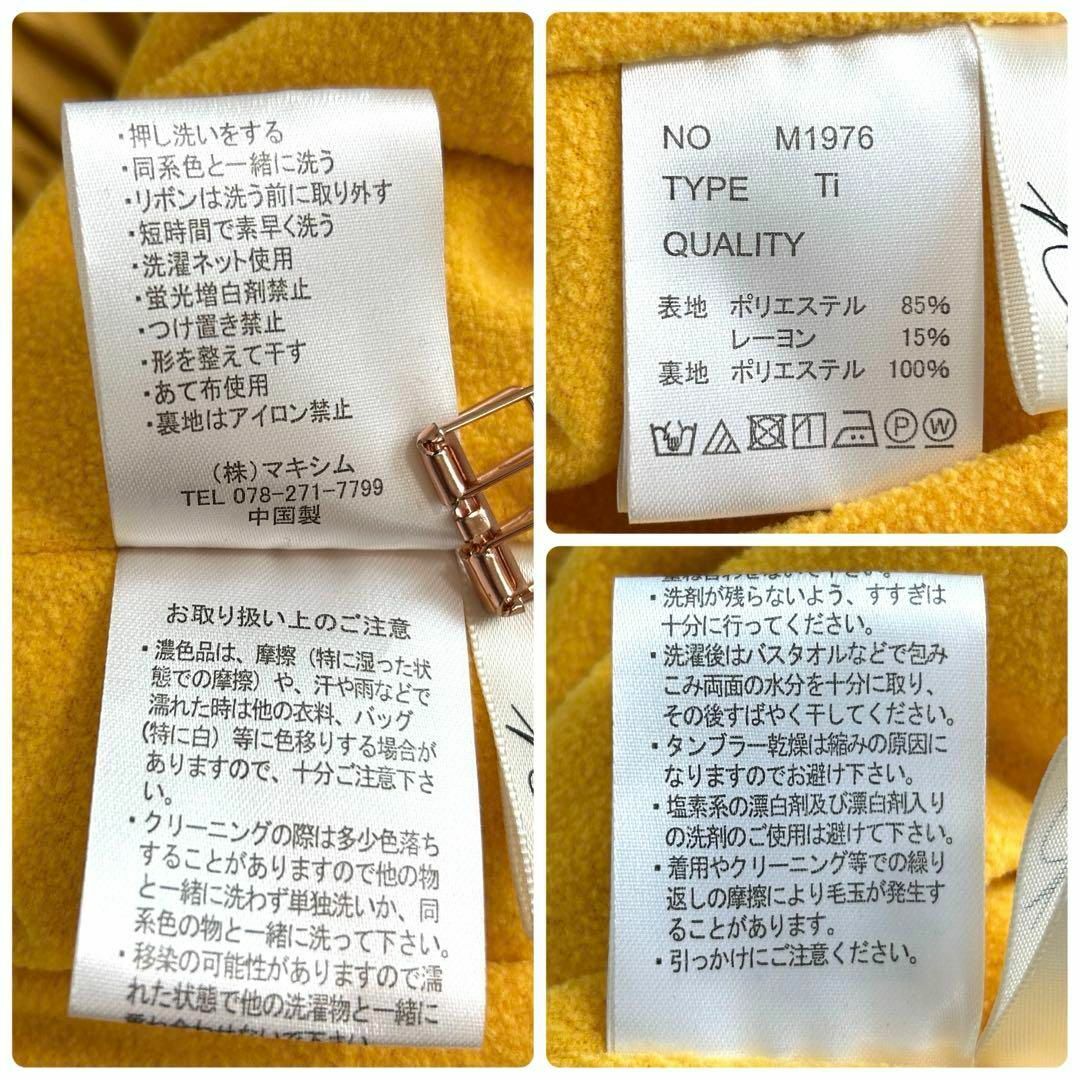 ・押し洗いをする
・同系色と一緒に洗う
・リボンは洗う前に取り外す
・短時間で素早く洗う
・洗濯ネット使用
・蛍光増白剤禁止
・つけ置き禁止
・形を整えて干す
・あて布使用
・裏地はアイロン禁止
（株）マキシム
TEL 078-271-7799
中国製
お取り扱い上のご注意
・濃色品は、摩擦（特に湿った状
態での摩擦）や、汗や雨などで
濡れた時は他の衣料、バッグ
(特に白）等に色移りする場合が
ありますので、十分ご注意下さ
い。
・クリーニングの際は多少色落ち
することがありますので他の物
と一緒に洗わず単独洗いか、同
系色の物と一緒に洗って下さい。
・移染の可能性がありますので濡
れた状態で他の洗濯物と一緒に
重ね合わせないで下さい。
NO M1976
TYPE Ti
QUALITY
表地 ポリエステル 85%
レーヨン 15%
裏地 ポリエステル 100%
P W
重ね合わせないで下さい。
・洗剤が残らないよう、すすぎは
十分に行ってください。
・洗濯後はバスタオルなどで包み
こみ両面の水分を十分に取り、
その後すばやく干してください。
・タンブラー乾燥は縮みの原因に
なりますのでお避け下さい。
・塩素系の漂白剤及び漂白剤入り
の洗剤のご使用は避けて下さい。
・着用やクリーニング等での繰り
返しの摩擦により毛玉が発生す
ることがあります。
・引っかけにご注意ください。